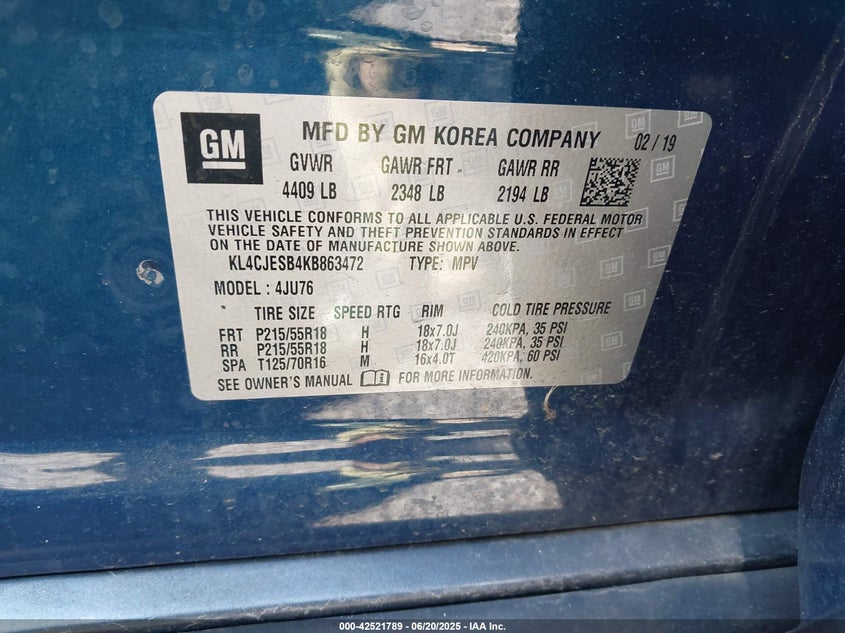 GM
MFD BY GM KOREA COMPANY 02 / 19
GVWR GAWR FRT GAWR RR
4409 LB 2348 LB 2194 LB
THIS VEHICLE CONFORMS TO ALL APPLICABLE U.S. FEDERAL MOTOR
VEHICLE SAFETY AND THEFT PREVENTION STANDARDS IN EFFECT
ON THE DATE OF MANUFACTURE SHOWN ABOVE.
KL4CJESB4KB863472 TYPE: MPV
MODEL : 4JU76
TIRE SIZE SPEED RTG RIM COLD TIRE PRESSURE
FRT P215/55R18 H 18x7.0J 240KPA, 35 PSI
RR P215/55R18 H 18x7.0J 240KPA, 35 PSI
SPA T125/70R16 M 16x4.0T 420KPA, 60 PSI
SEE OWNER'S MANUAL FOR MORE INFORMATION.
000-42521789 - 06/20/2025 - IAA Inc.